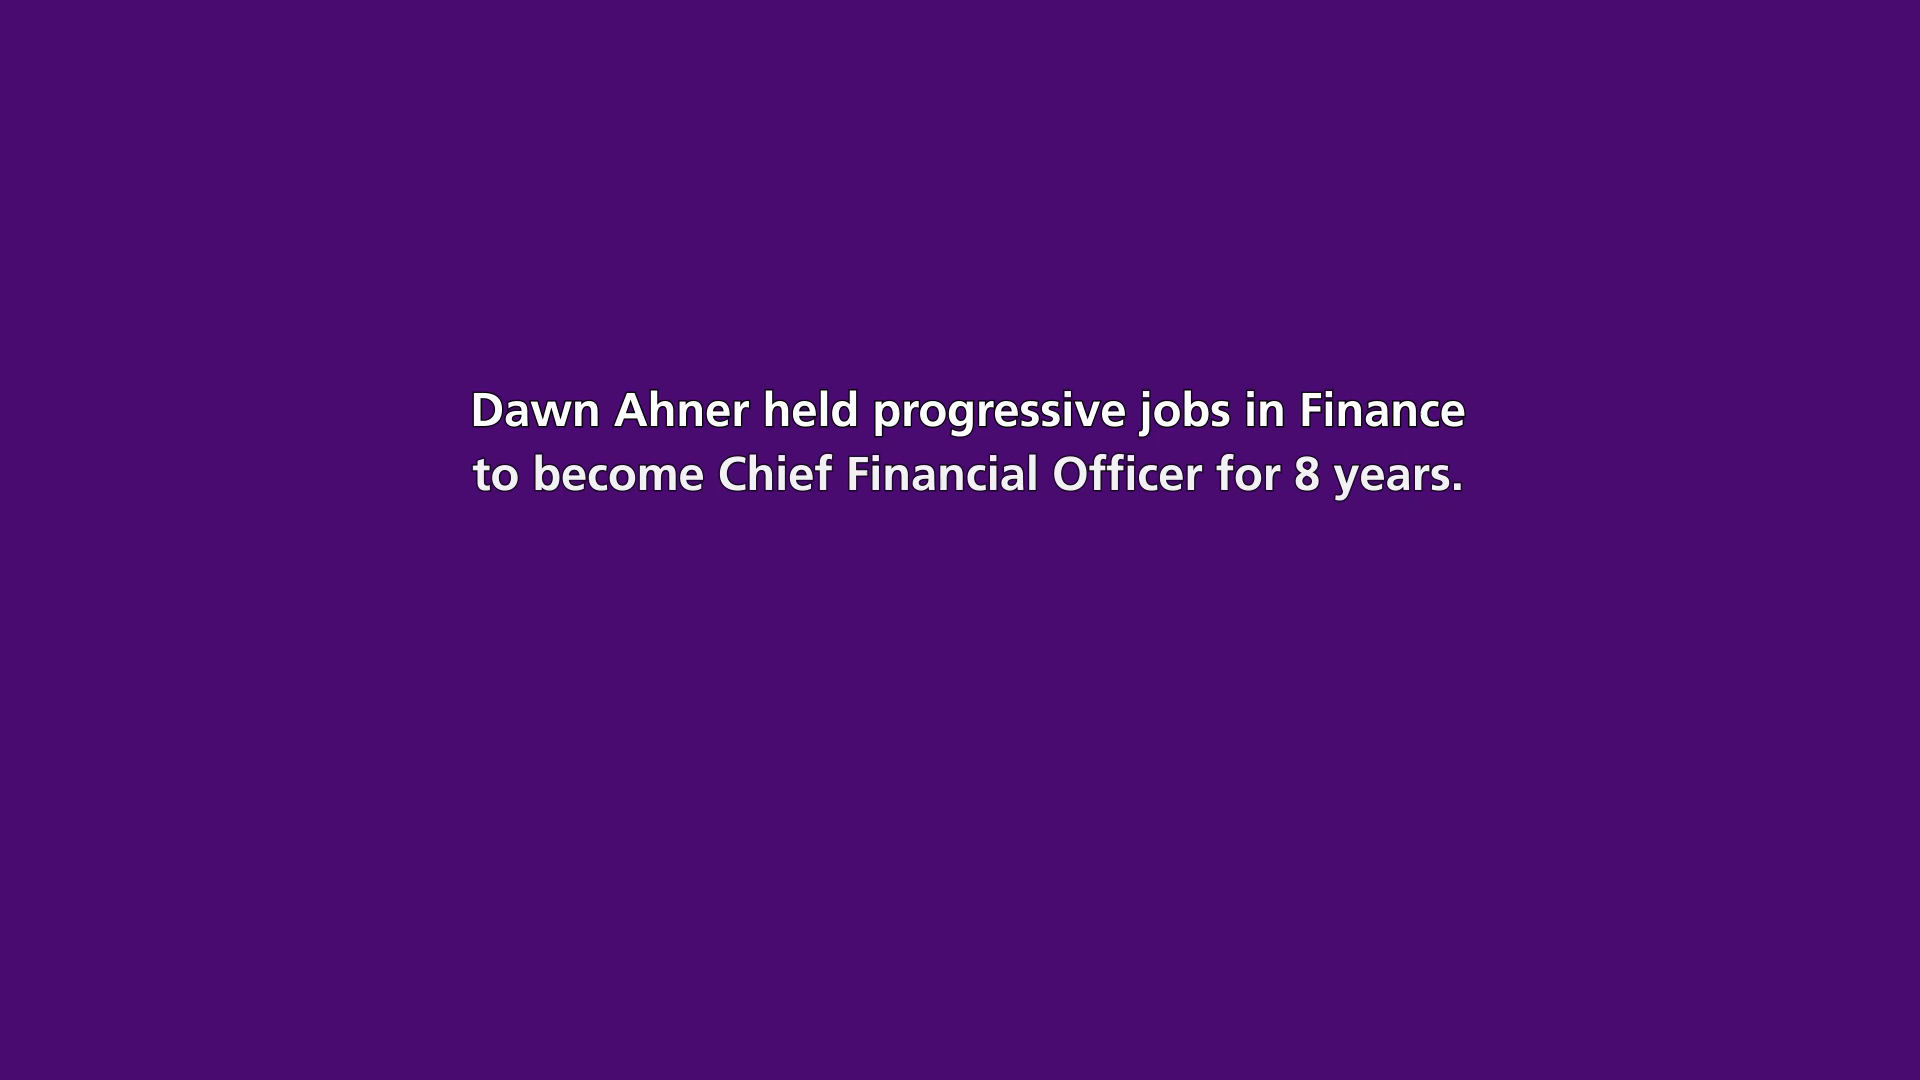 Dawn Ahner held progressive jobs in Finance
to become Chief Financial Officer for 8 years.